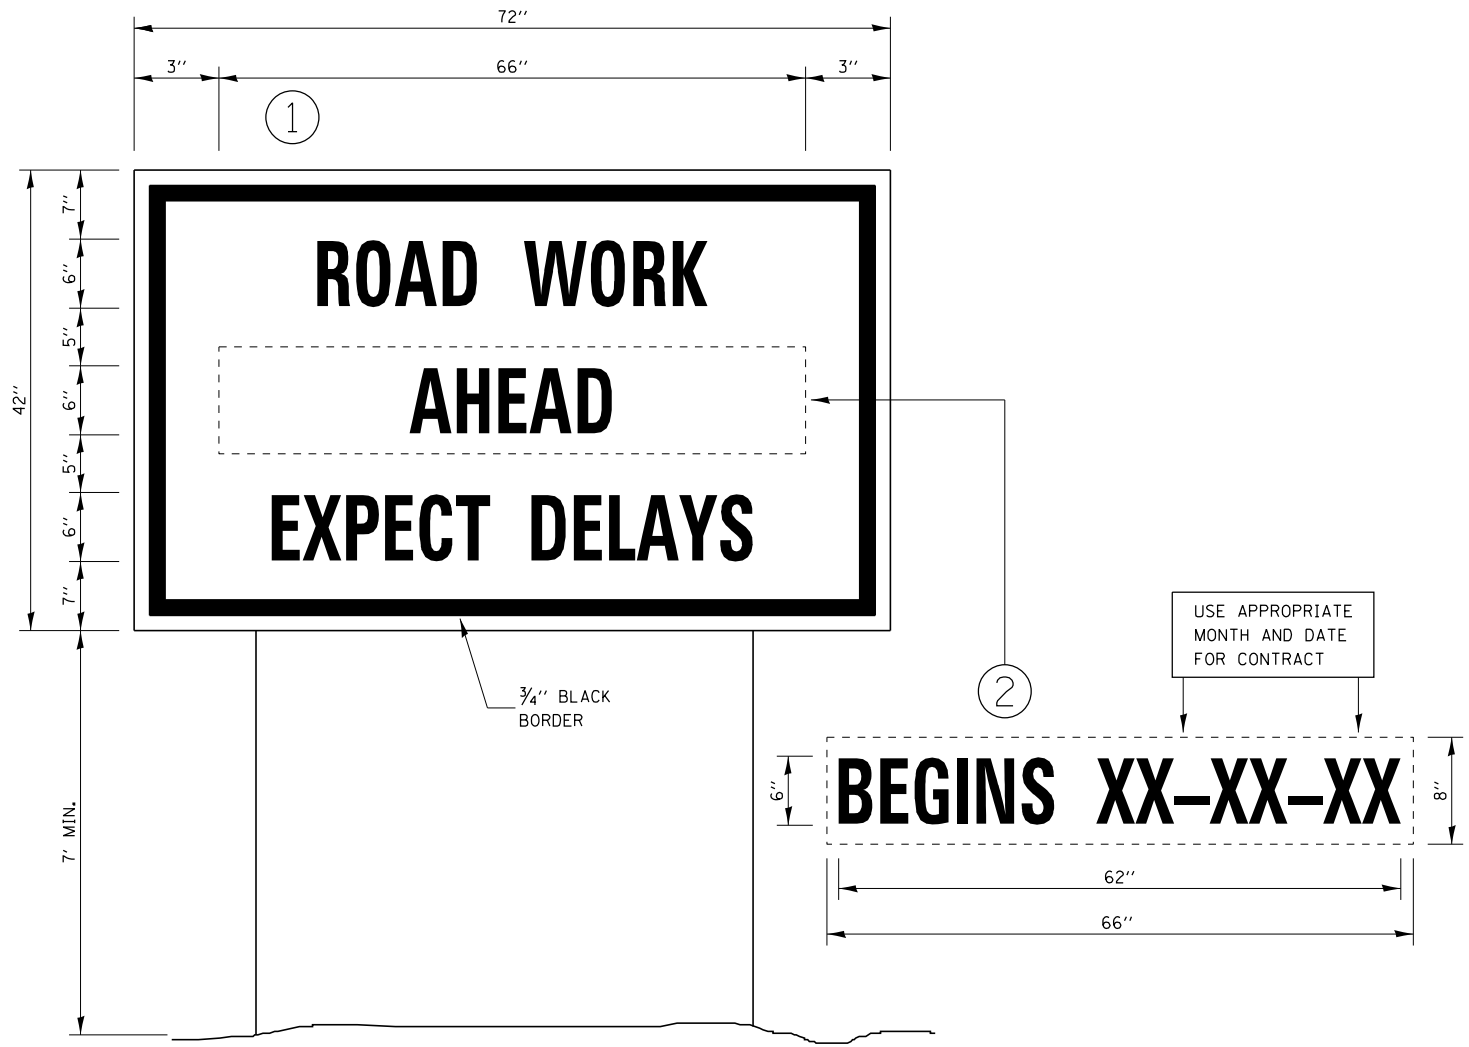 72''
3'' 66'' 3''
1
7''
6''
5''
6''
5''
6''
7''
42''
7' MIN.
ROAD WORK
AHEAD
EXPECT DELAYS
3/4'' BLACK
BORDER
2
USE APPROPRIATE
MONTH AND DATE
FOR CONTRACT
6''
BEGINS XX-XX-XX
8''
62''
66''